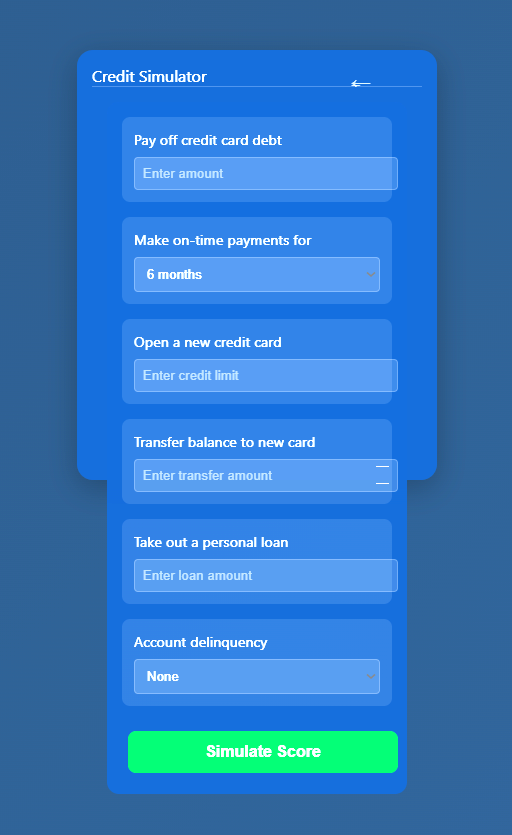 Credit Simulator
←
Pay off credit card debt
Enter amount
Make on-time payments for
6 months
Open a new credit card
Enter credit limit
Transfer balance to new card
Enter transfer amount
Take out a personal loan
Enter loan amount
Account delinquency
None
Simulate Score